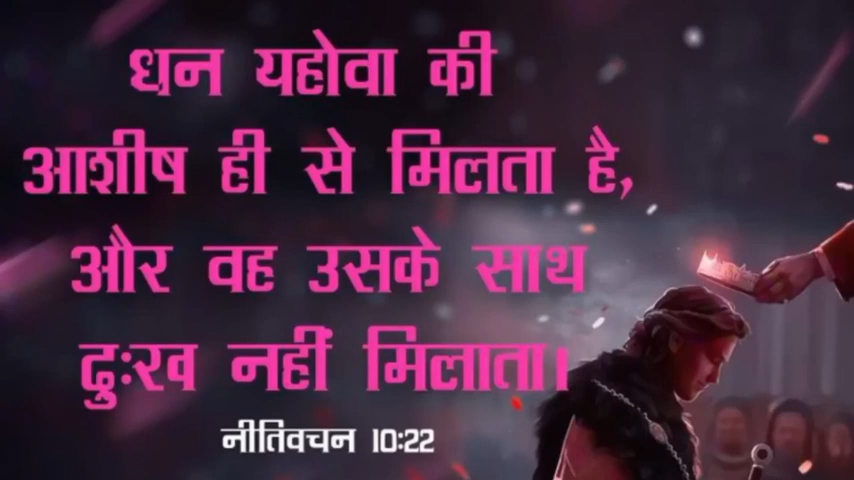 धन यहोवा की
आशीष ही से मिलता है,
और वह उसके साथ
दुःख नहीं मिलाता।
नीतिवचन 10:22